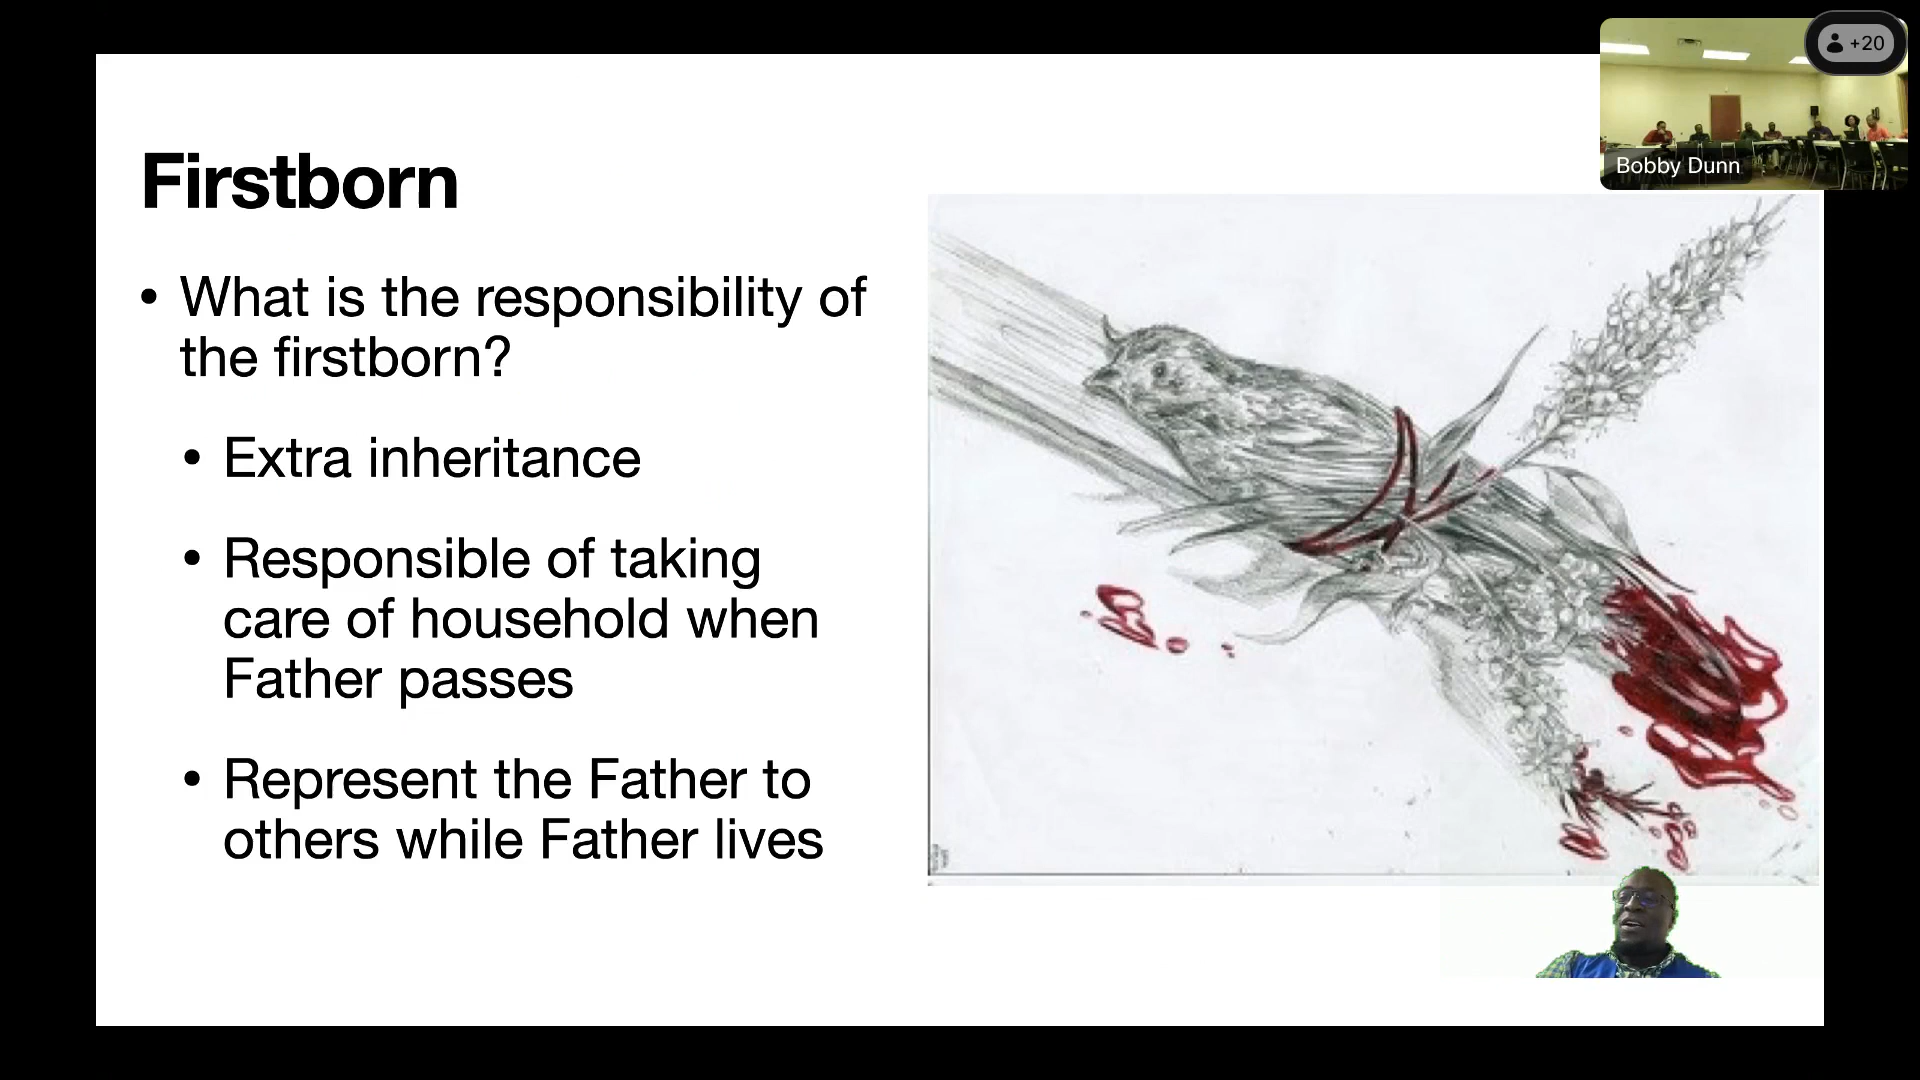 +20
Bobby Dunn
Firstborn
• What is the responsibility of
the firstborn?
• Extra inheritance
• Responsible of taking
care of household when
Father passes
• Represent the Father to
others while Father lives